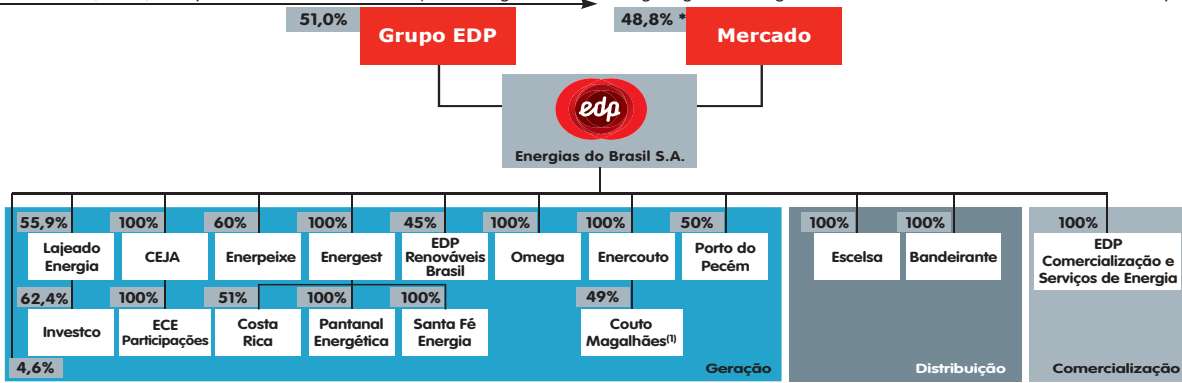 51,0%
Grupo EDP
48,8% *
Mercado
edp
Energias do Brasil S.A.
55,9%
100%
60%
100%
45%
100%
100%
50%
100%
100%
100%
Lajeado
Energia
CEJA
Enerpeixe
Energest
EDP
Renováveis
Brasil
Omega
Enercouto
Porto do
Pecém
Escelsa
Bandeirante
EDP
Comercialização e
Serviços de Energia
62,4%
100%
51%
100%
100%
49%
Investco
ECE
Participações
Costa
Rica
Pantanal
Energética
Santa Fé
Energia
Couto
Magalhães(1)
4,6%
Geração
Distribuição
Comercialização